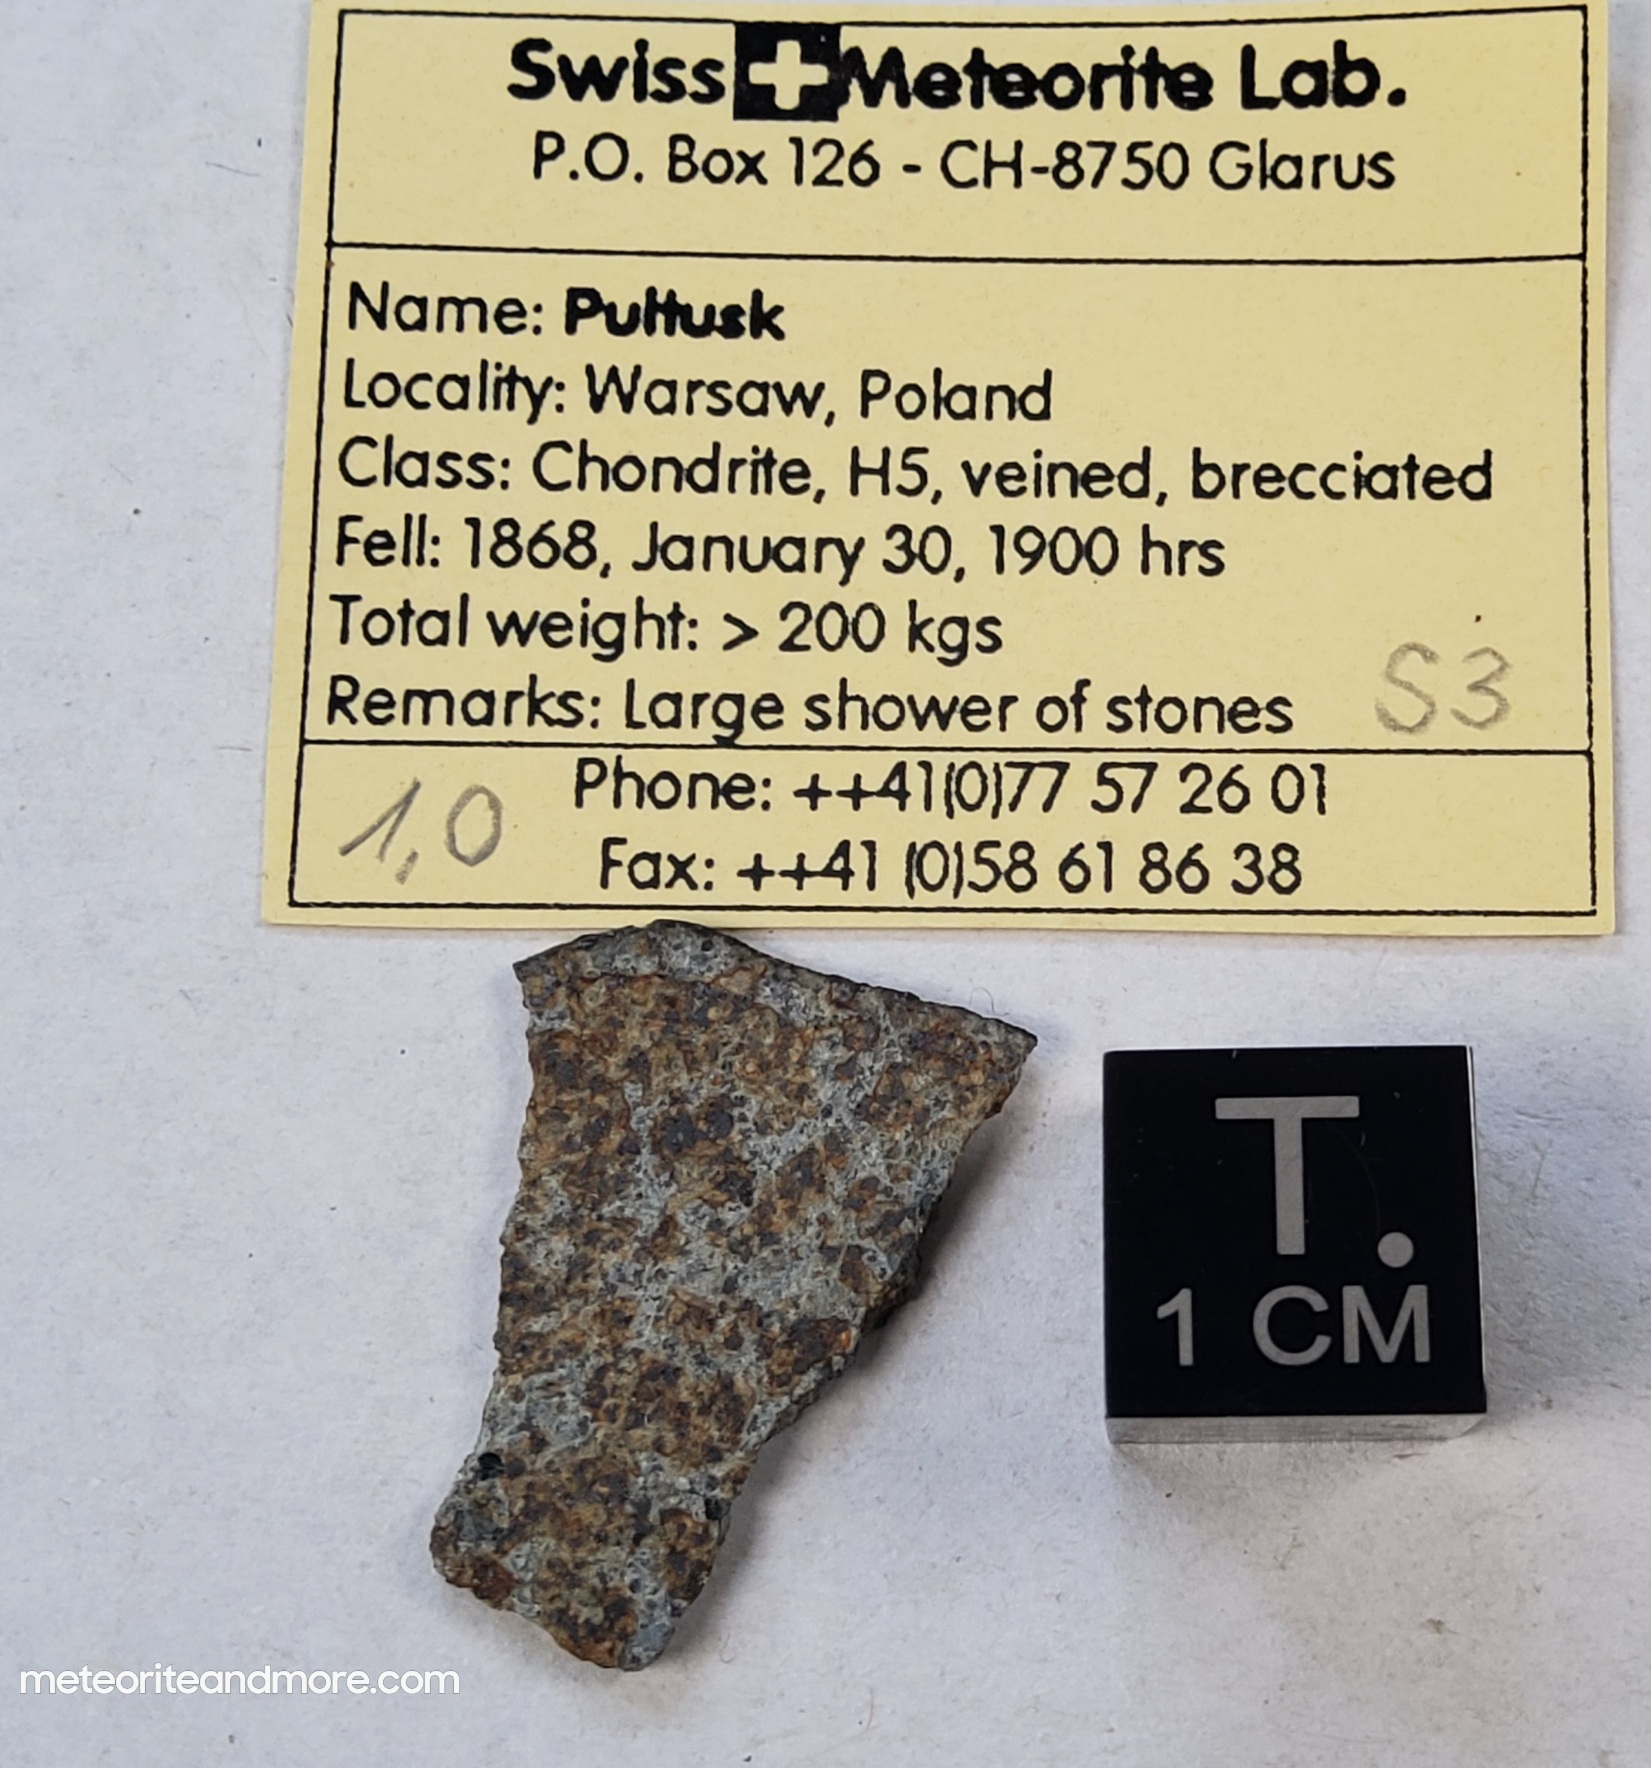 Swiss Meteorite Lab.
P.O. Box 126 - CH-8750 Glarus
Name: Pultusk
Locality: Warsaw, Poland
Class: Chondrite, H5, veined, brecciated
Fell: 1868, January 30, 1900 hrs
Total weight: > 200 kgs
Remarks: Large shower of stones S3
1,0
Phone: ++41(0)77 57 26 01
Fax: ++41 (0)58 61 86 38
T.
1 CM
meteoriteandmore.com